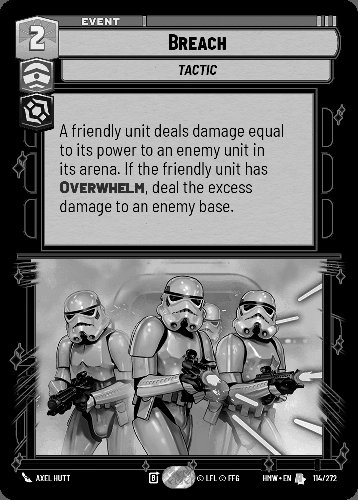 EVENT
2
BREACH
TACTIC
A friendly unit deals damage equal
to its power to an enemy unit in
its arena. If the friendly unit has
OVERWHELM, deal the excess
damage to an enemy base.
AXEL HUTT
© LFL © FFG
HMW • EN
114/272